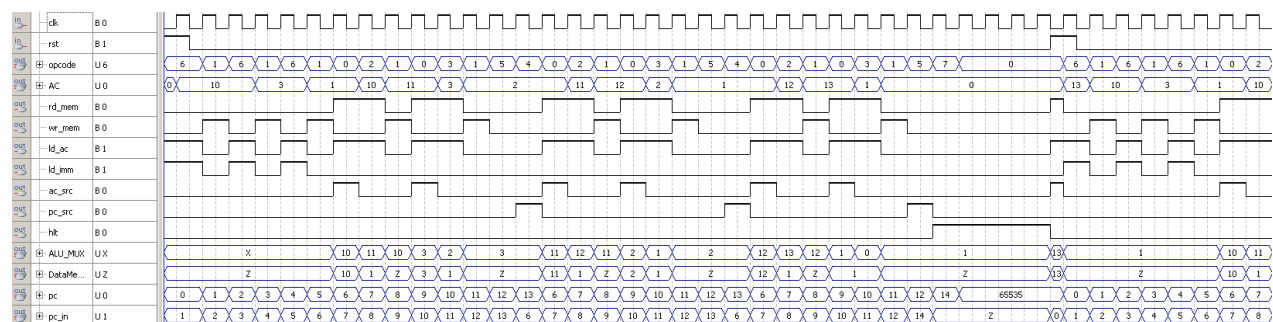 clk B 0
rst B 1
opcode U 6 6 1 6 1 6 1 0 2 1 0 3 1 5 4 0 2 1 0 3 1 5 4 0 2 1 0 3 1 5 7 0 6 1 6 1 6 1 0 2
AC U 0 0 10 3 1 10 11 3 2 11 12 2 1 12 13 1 0 13 10 3 1 10
rd_mem B 0
wr_mem B 0
ld_ac B 1
ld_imm B 1
ac_src B 0
pc_src B 0
hlt B 0
ALU_MUX U X X 10 11 10 3 2 3 11 12 11 2 1 2 12 13 12 1 0 1 13 1 10 11
DataMe... U Z Z 10 1 Z 3 1 Z 11 1 Z 2 1 Z 12 1 Z 1 Z 13 Z 10 1
pc U 0 0 1 2 3 4 5 6 7 8 9 10 11 12 13 6 7 8 9 10 11 12 13 6 7 8 9 10 11 12 14 65535 0 1 2 3 4 5 6 7
pc_in U 1 1 2 3 4 5 6 7 8 9 10 11 12 13 6 7 8 9 10 11 12 13 6 7 8 9 10 11 12 14 Z 0 1 2 3 4 5 6 7 8